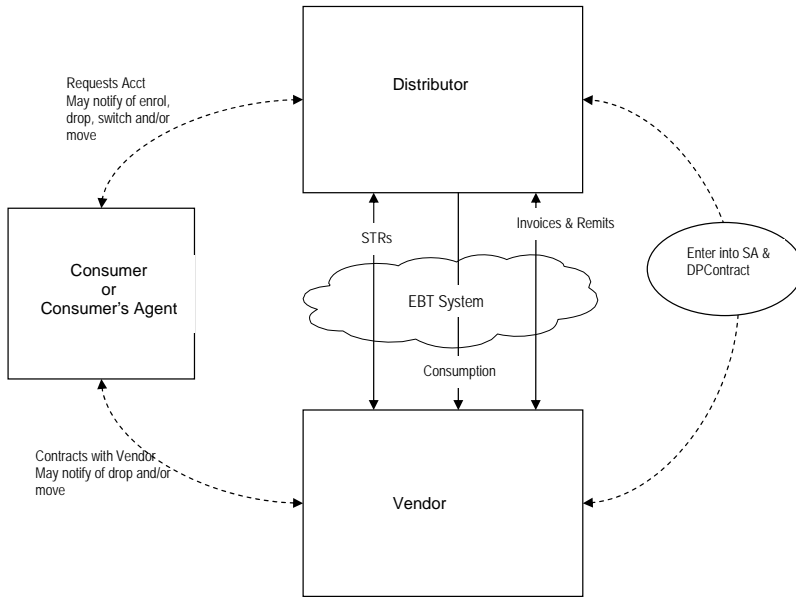 Distributor
Requests Acct
May notify of enrol,
drop, switch and/or
move
STRs
Invoices & Remits
Enter into SA &
DPContract
Consumer
or
Consumer's Agent
EBT System
Consumption
Contracts with Vendor
May notify of drop and/or
move
Vendor